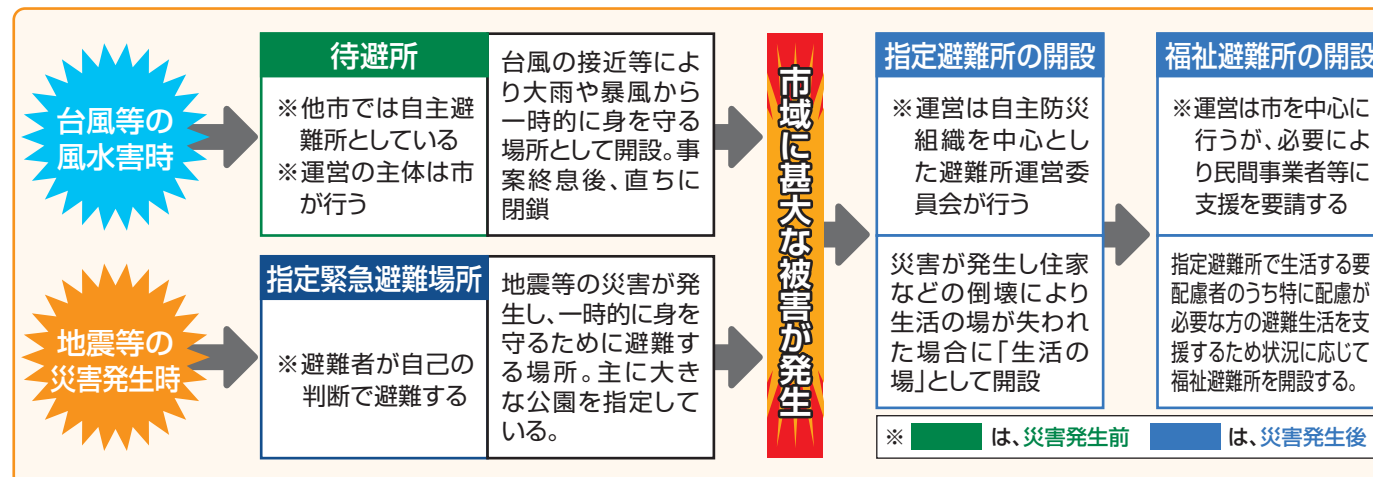 台風等の
風水害時
待避所
※他市では自主避
難所としている
※運営の主体は市
が行う
台風の接近等によ
り大雨や暴風から
一時的に身を守る
場所として開設。事
案終息後、直ちに
閉鎖
地震等の
災害発生時
指定緊急避難場所
※避難者が自己の
判断で避難する
地震等の災害が発
生し、一時的に身を
守るために避難す
る場所。主に大き
な公園を指定して
いる。
市域に甚大な被害が発生
指定避難所の開設
※運営は自主防災
組織を中心とし
た避難所運営委
員会が行う
災害が発生し住家
などの倒壊により
生活の場が失われ
た場合に「生活の
場」として開設
福祉避難所の開設
※運営は市を中心に
行うが、必要によ
り民間事業者等に
支援を要請する
指定避難所で生活する要
配慮者のうち特に配慮が
必要な方の避難生活を支
援するため状況に応じて
福祉避難所を開設する。
※ は、災害発生前 は、災害発生後